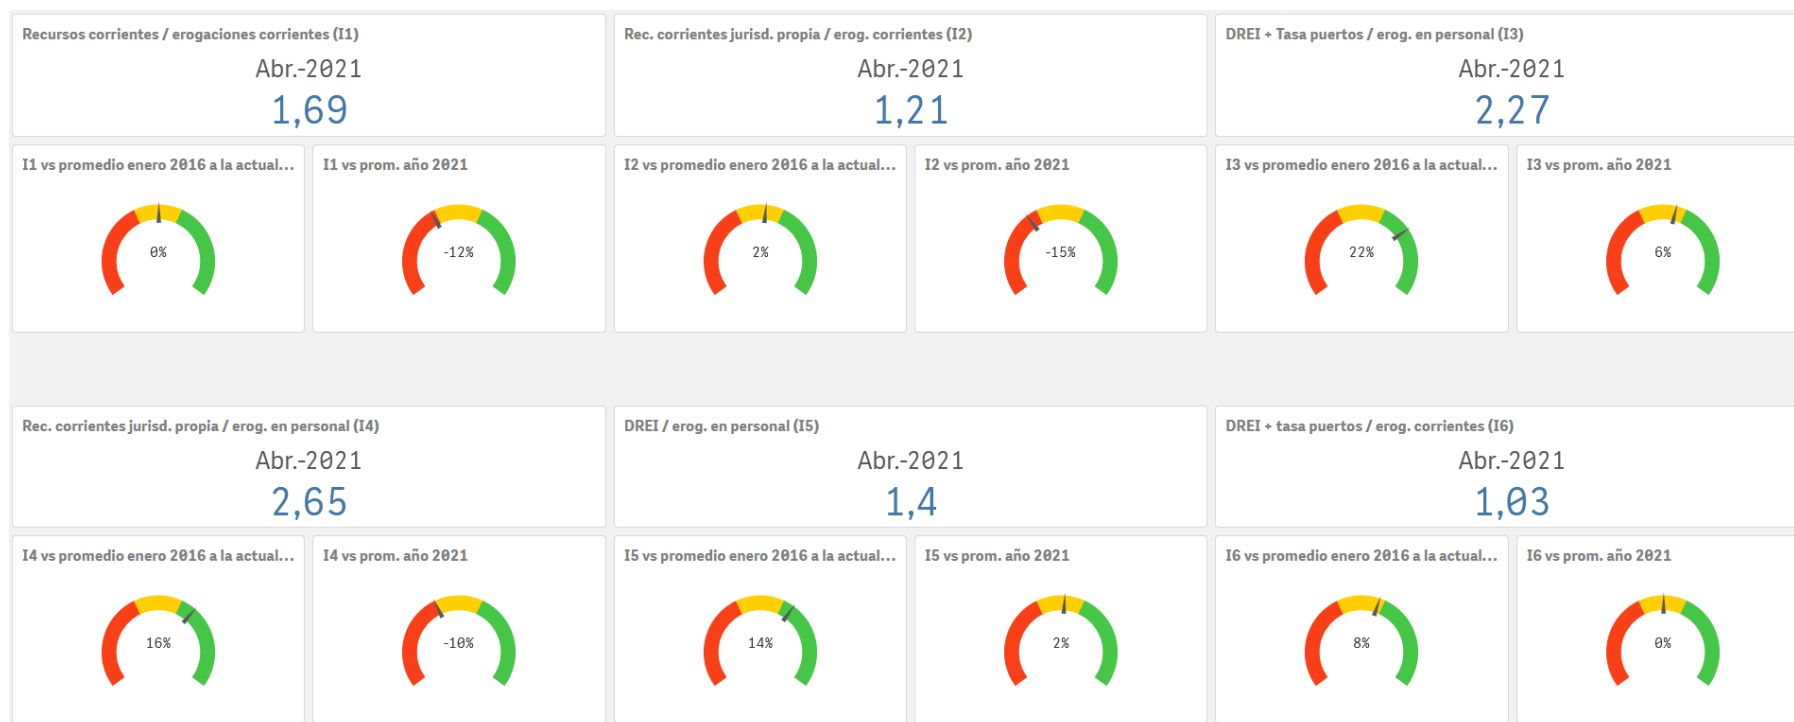 Recursos corrientes / erogaciones corrientes (I1)
Abr.-2021
1,69
Rec. corrientes jurisd. propia / erog. corrientes (I2)
Abr.-2021
1,21
DREI + Tasa puertos / erog. en personal (I3)
Abr.-2021
2,27
I1 vs promedio enero 2016 a la actual...
0%
I1 vs prom. año 2021
-12%
I2 vs promedio enero 2016 a la actual...
2%
I2 vs prom. año 2021
-15%
I3 vs promedio enero 2016 a la actual...
22%
I3 vs prom. año 2021
6%
Rec. corrientes jurisd. propia / erog. en personal (I4)
Abr.-2021
2,65
DREI / erog. en personal (I5)
Abr.-2021
1,4
DREI + tasa puertos / erog. corrientes (I6)
Abr.-2021
1,03
I4 vs promedio enero 2016 a la actual...
16%
I4 vs prom. año 2021
-10%
I5 vs promedio enero 2016 a la actual...
14%
I5 vs prom. año 2021
2%
I6 vs promedio enero 2016 a la actual...
8%
I6 vs prom. año 2021
0%